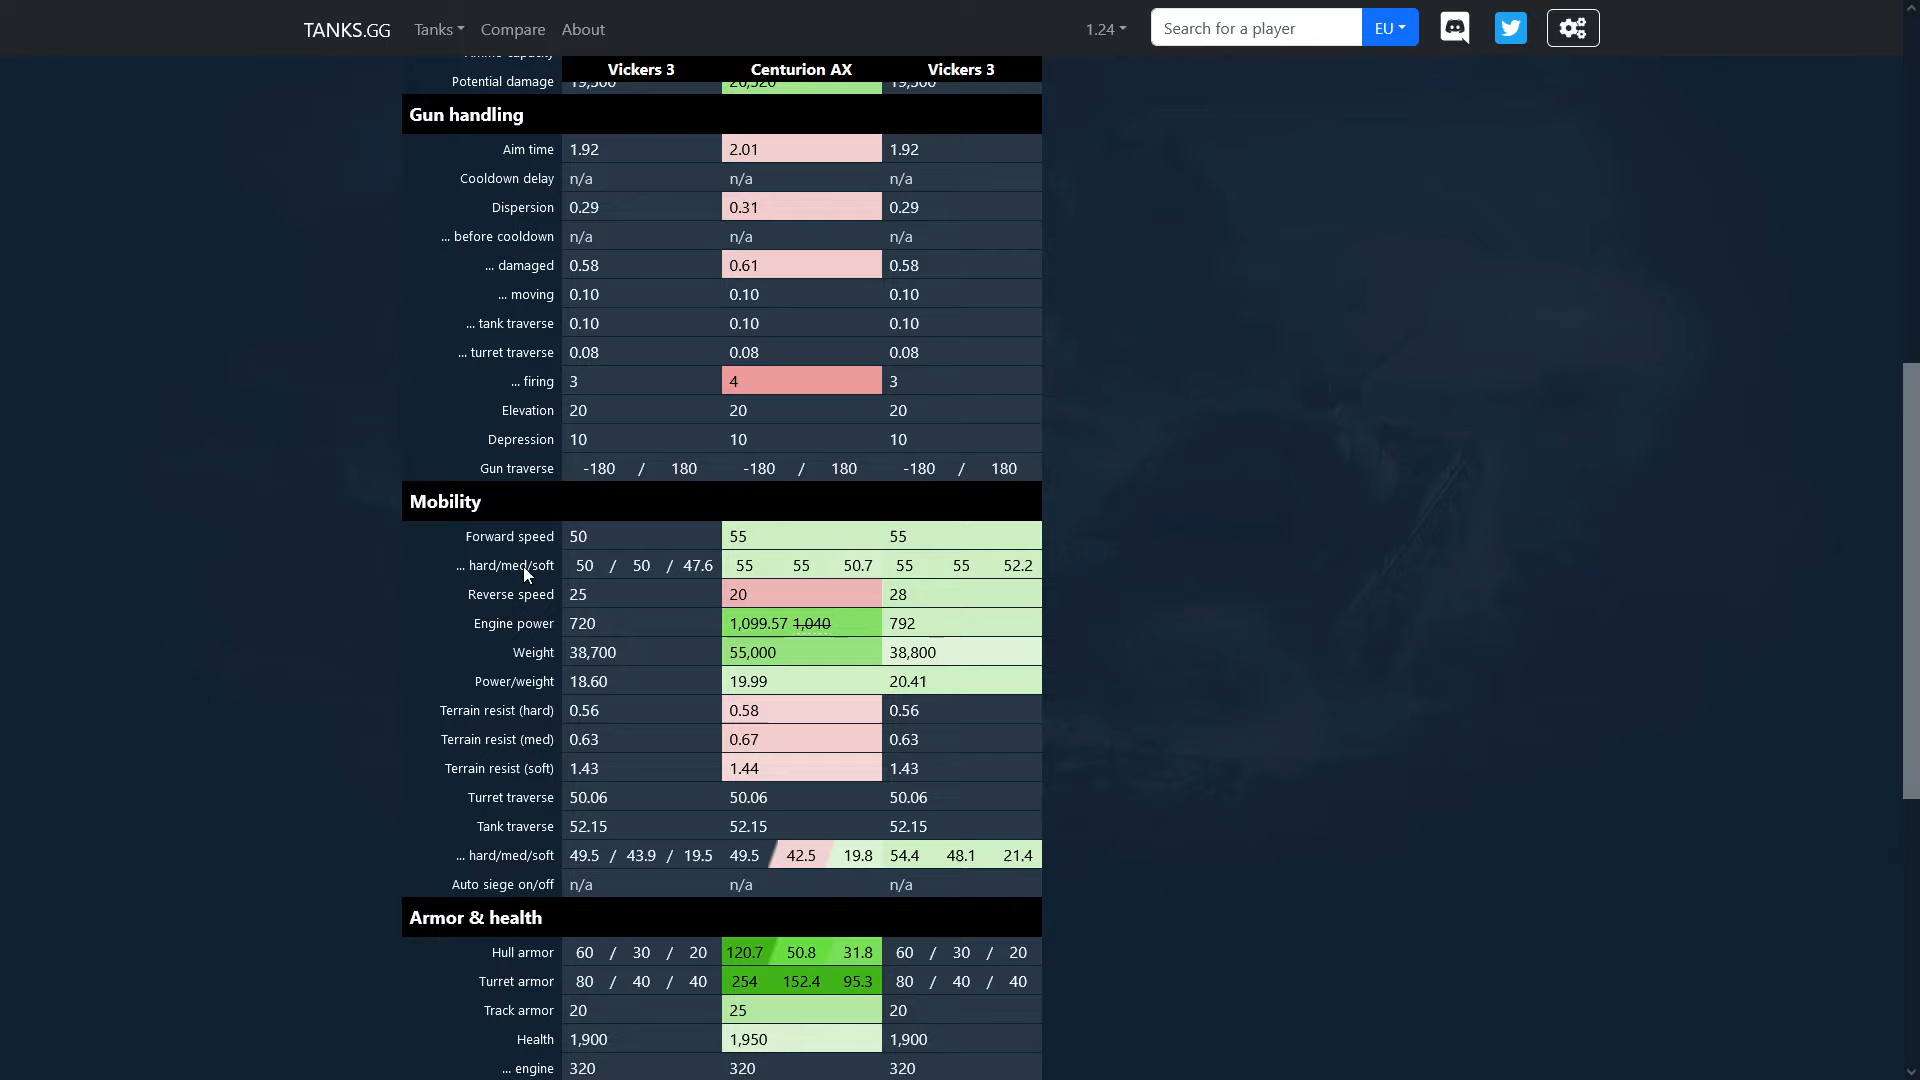 TANKS.GG Tanks Compare About 1.24 Search for a player EU
Vickers 3 Centurion AX Vickers 3
Potential damage 19,500 26,520 19,500
Gun handling
Aim time 1.92 2.01 1.92
Cooldown delay n/a n/a n/a
Dispersion 0.29 0.31 0.29
... before cooldown n/a n/a n/a
... damaged 0.58 0.61 0.58
... moving 0.10 0.10 0.10
... tank traverse 0.10 0.10 0.10
... turret traverse 0.08 0.08 0.08
... firing 3 4 3
Elevation 20 20 20
Depression 10 10 10
Gun traverse -180 / 180 -180 / 180 -180 / 180
Mobility
Forward speed 50 55 55
... hard/med/soft 50 / 50 / 47.6 55 55 50.7 55 55 52.2
Reverse speed 25 20 28
Engine power 720 1,099.57 1,040 792
Weight 38,700 55,000 38,800
Power/weight 18.60 19.99 20.41
Terrain resist (hard) 0.56 0.58 0.56
Terrain resist (med) 0.63 0.67 0.63
Terrain resist (soft) 1.43 1.44 1.43
Turret traverse 50.06 50.06 50.06
Tank traverse 52.15 52.15 52.15
... hard/med/soft 49.5 / 43.9 / 19.5 49.5 42.5 19.8 54.4 48.1 21.4
Auto siege on/off n/a n/a n/a
Armor & health
Hull armor 60 / 30 / 20 120.7 50.8 31.8 60 / 30 / 20
Turret armor 80 / 40 / 40 254 152.4 95.3 80 / 40 / 40
Track armor 20 25 20
Health 1,900 1,950 1,900
... engine 320 320 320